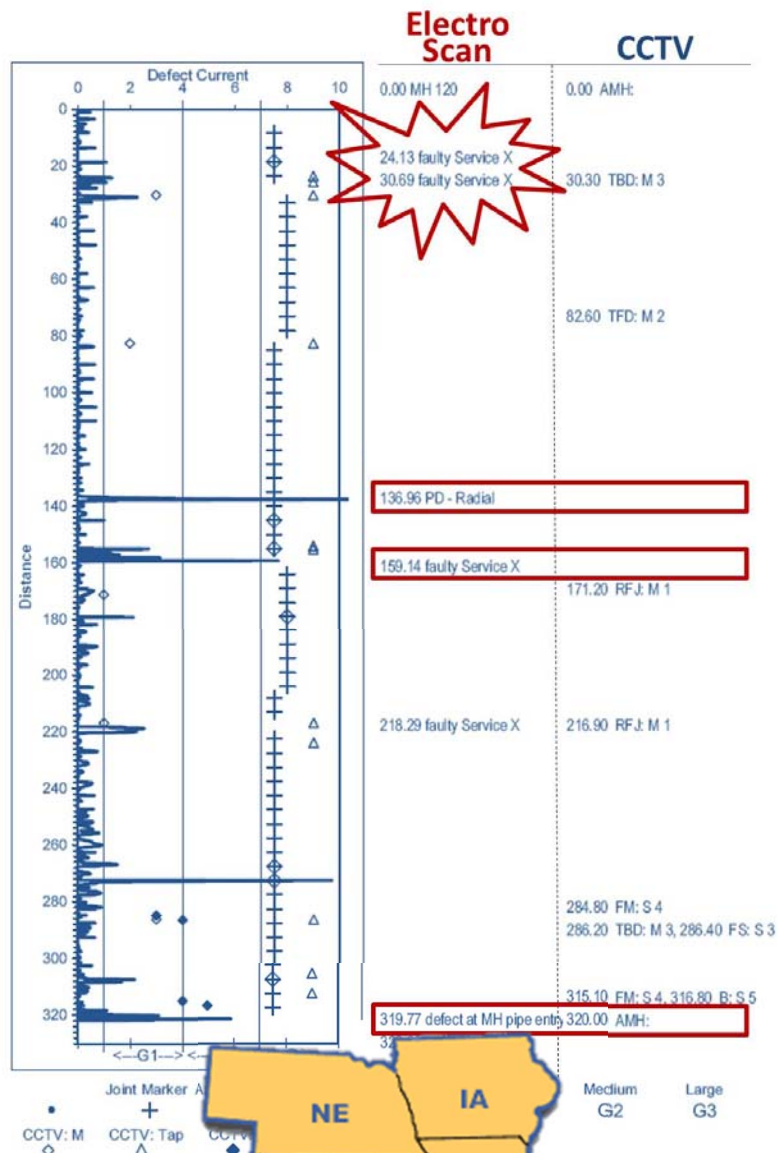 Electro
Scan
CCTV
Defect Current
0 2 4 6 8 10
Distance
0
20
40
60
80
100
120
140
160
180
200
220
240
260
280
300
320
0.00 MH 120
0.00 AMH:
24.13 faulty Service X
30.69 faulty Service X
30.30 TBD: M 3
82.60 TFD: M 2
136.96 PD - Radial
159.14 faulty Service X
171.20 RFJ: M 1
218.29 faulty Service X
216.90 RFJ: M 1
284.80 FM: S 4
286.20 TBD: M 3, 286.40 FS: S 3
315.10 FM: S 4, 316.80 B: S 5
319.77 defect at MH pipe entry
320.00 AMH:
<---G1---> <--
Joint Marker A
Medium
Large
G2
G3
CCTV: M
CCTV: Tap
NE
IA